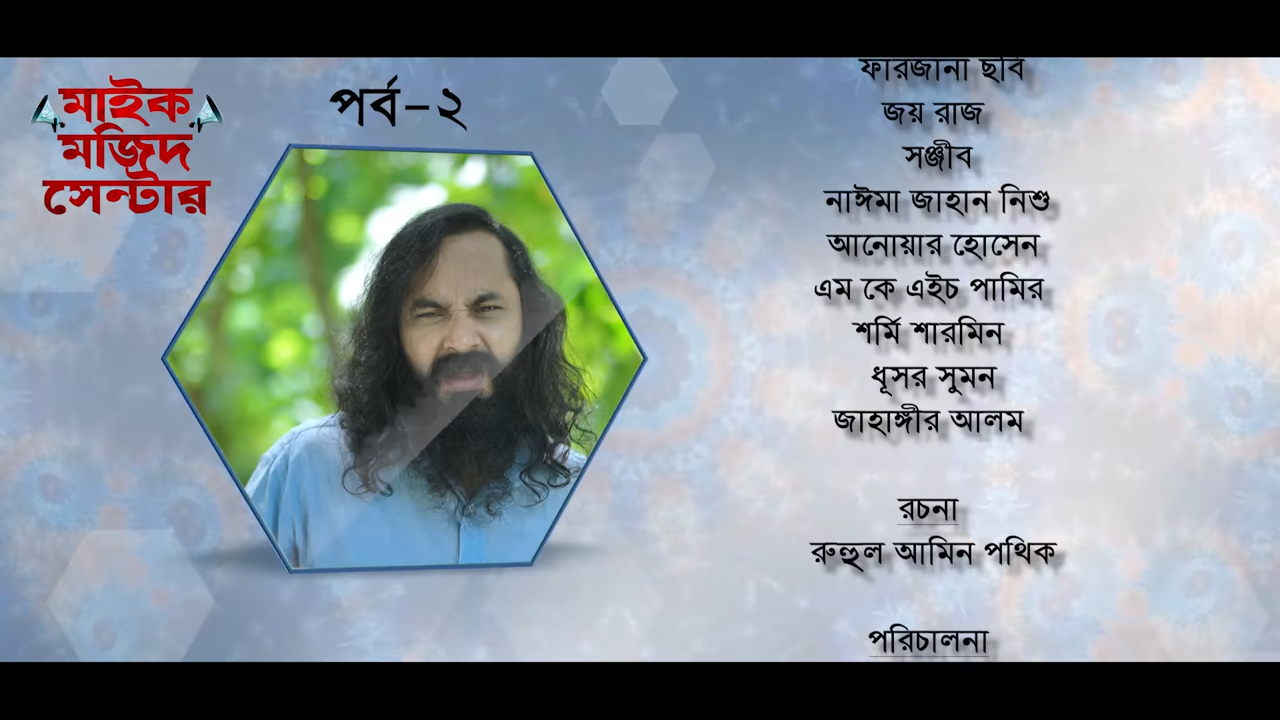 মাইক
মজিদ
সেন্টার
পর্ব-২
ফারজানা ছবি
জয় রাজ
সঞ্জীব
নাঈমা জাহান নিশু
আনোয়ার হোসেন
এম কে এইচ পামির
শর্মি শারমিন
ধূসর সুমন
জাহাঙ্গীর আলম
রচনা
রুহুল আমিন পথিক
পরিচালনা